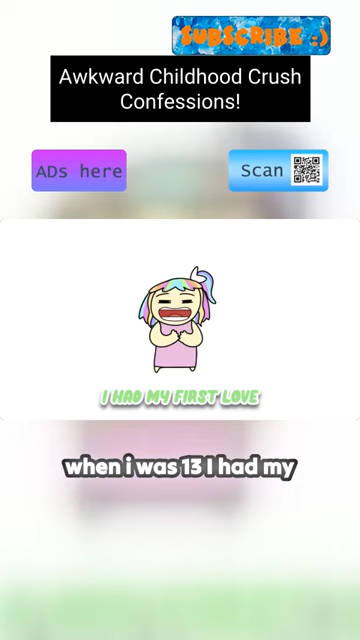 SUBSCRIBE :)
Awkward Childhood Crush
Confessions!
ADs here
Scan
I HAD MY FIRST LOVE
when i was 13 I had my